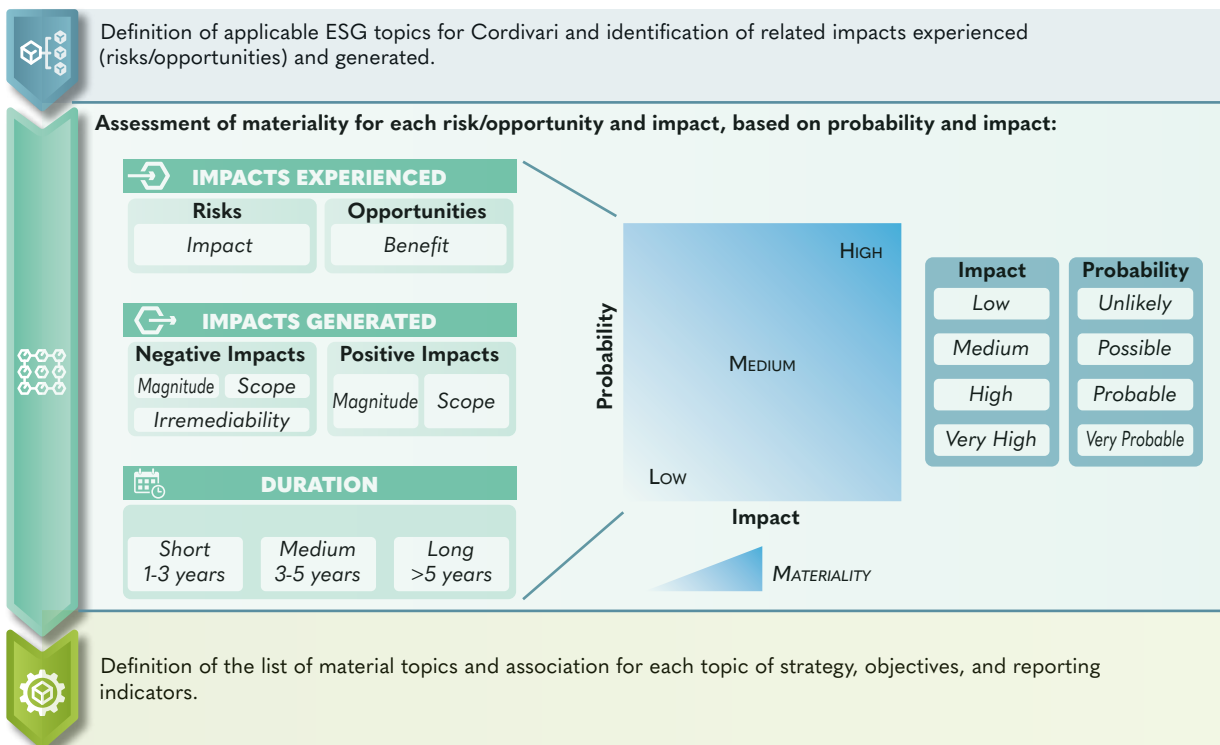 Definition of applicable ESG topics for Cordivari and identification of related impacts experienced
(risks/opportunities) and generated.
Assessment of materiality for each risk/opportunity and impact, based on probability and impact:
IMPACTS EXPERIENCED
Risks
Impact
Opportunities
Benefit
IMPACTS GENERATED
Negative Impacts
Magnitude
Scope
Irremediability
Positive Impacts
Magnitude
Scope
DURATION
Short
1-3 years
Medium
3-5 years
Long
>5 years
Probability
HIGH
MEDIUM
LOW
Impact
MATERIALITY
Impact
Low
Medium
High
Very High
Probability
Unlikely
Possible
Probable
Very Probable
Definition of the list of material topics and association for each topic of strategy, objectives, and reporting
indicators.